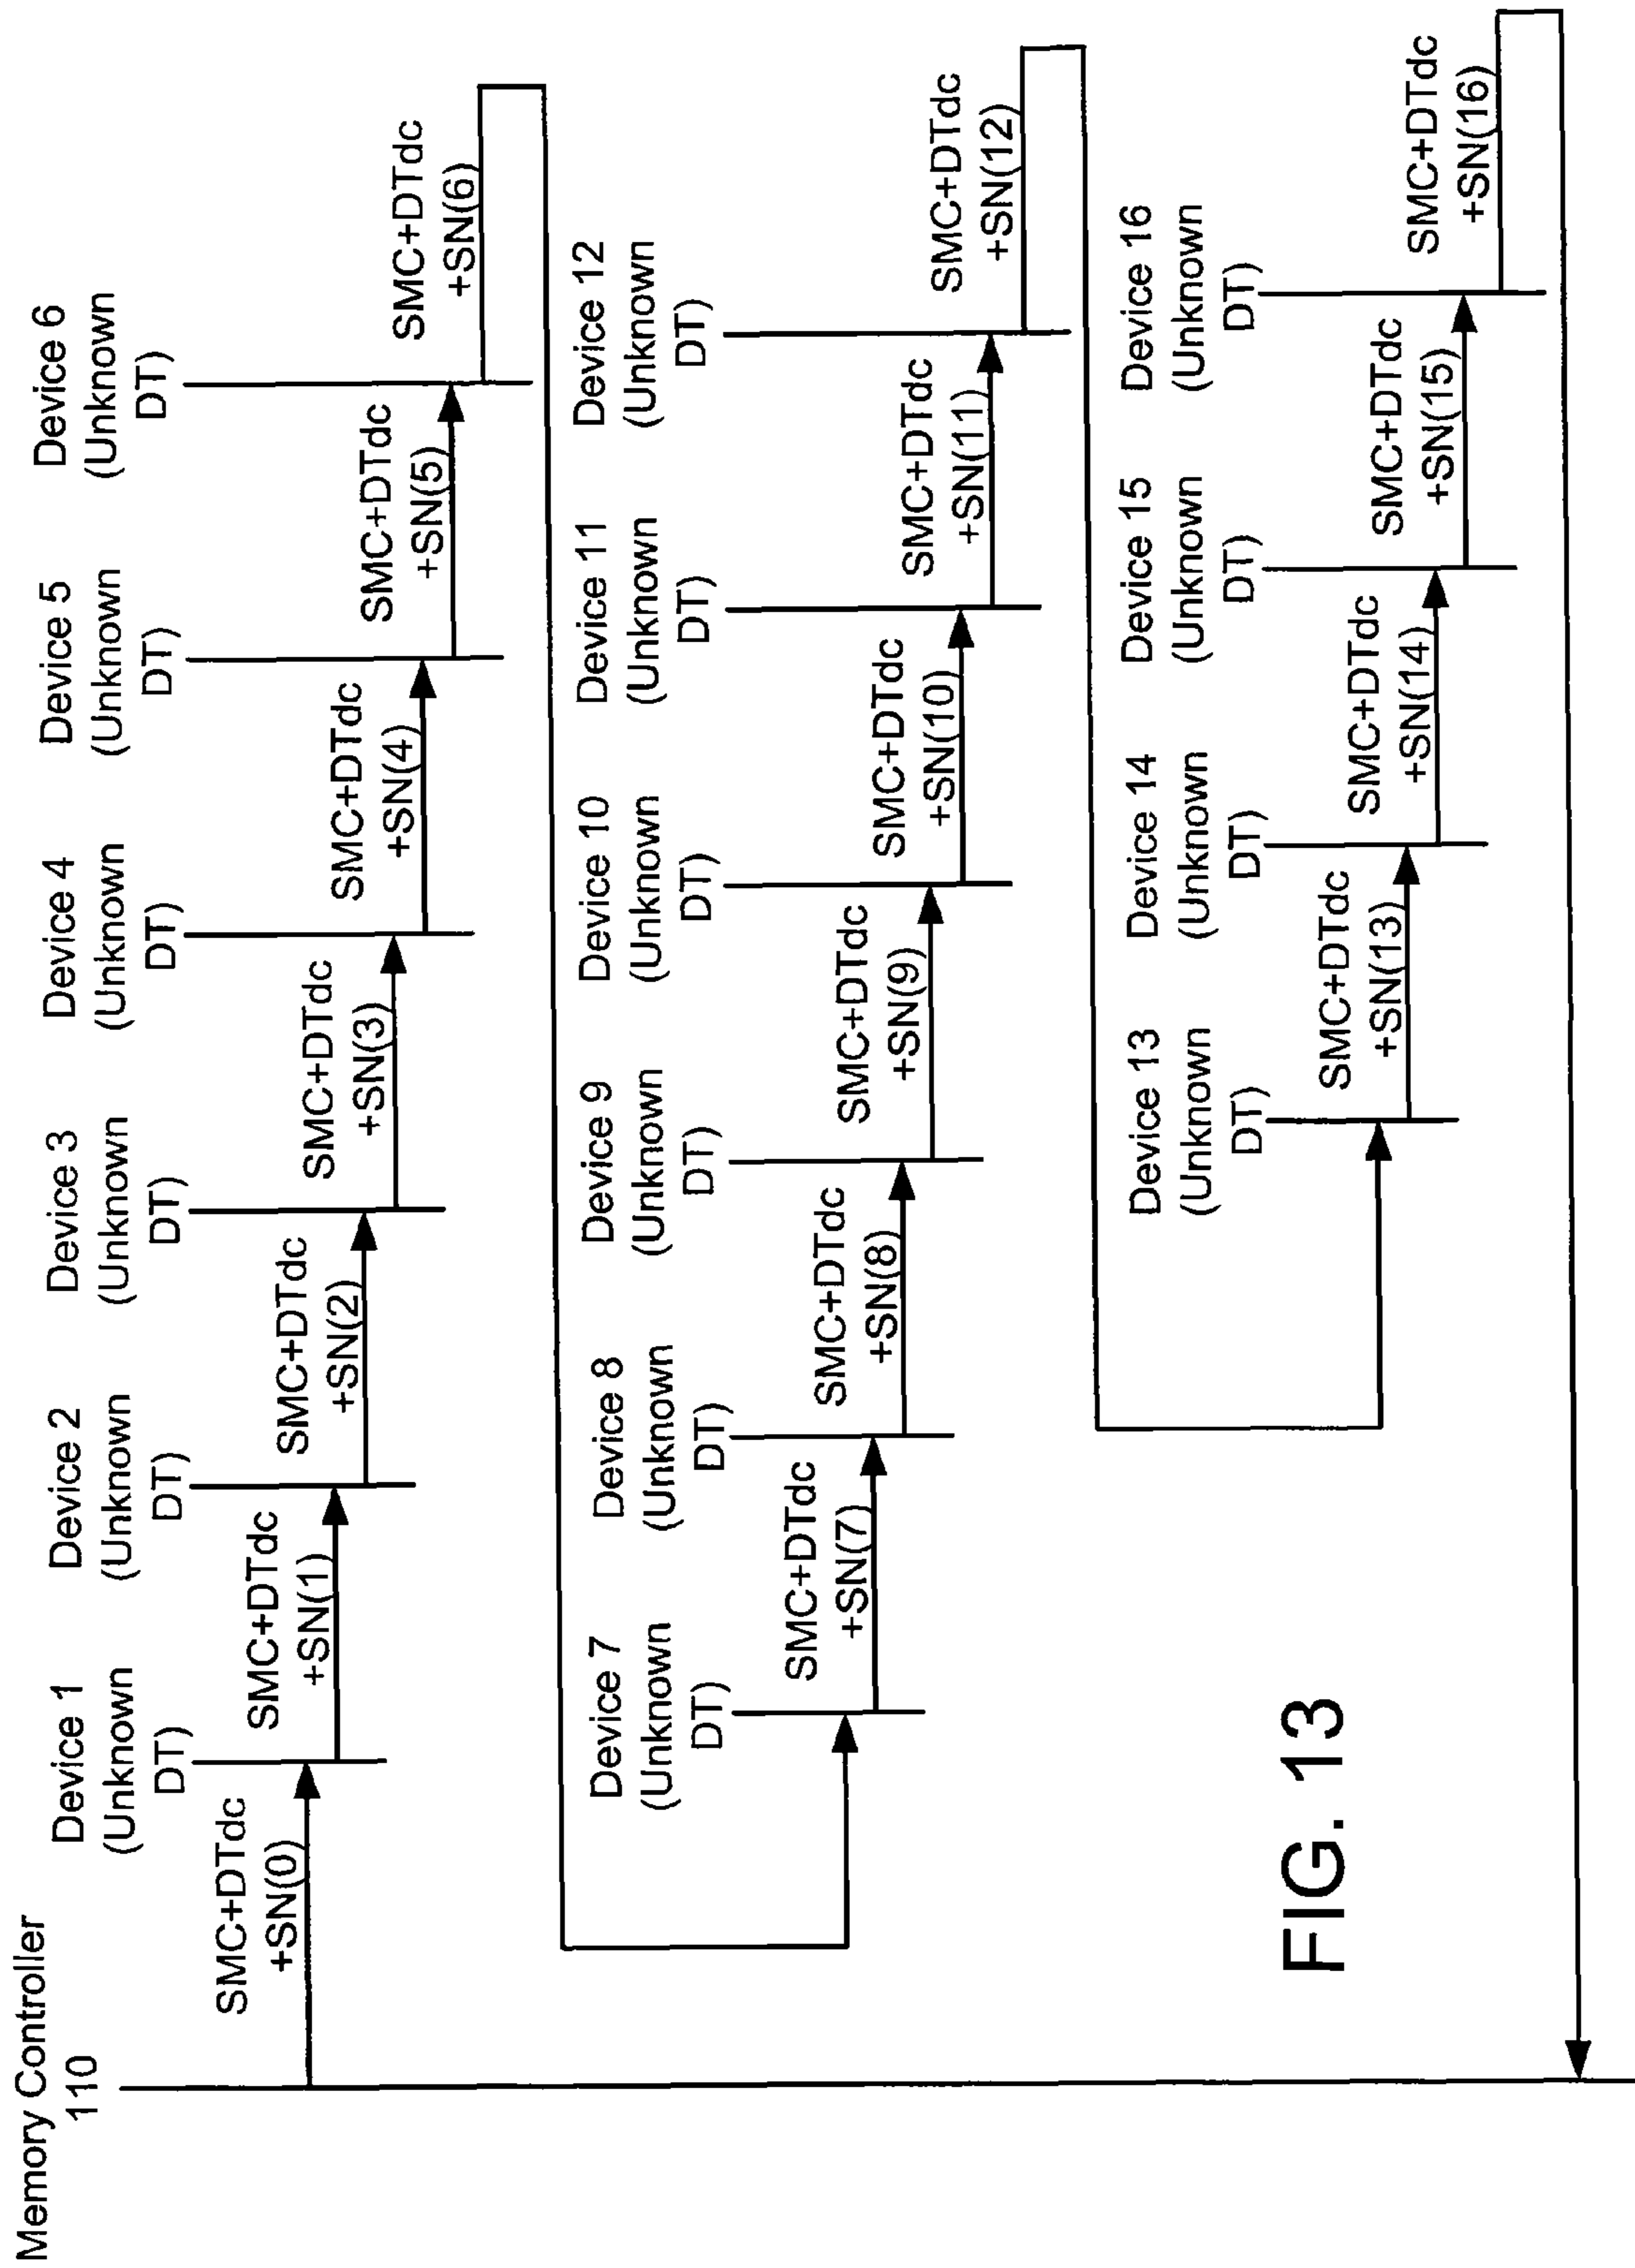 Memory Controller
110
Device 1
(Unknown
DT)
Device 2
(Unknown
DT)
Device 3
(Unknown
DT)
Device 4
(Unknown
DT)
Device 5
(Unknown
DT)
Device 6
(Unknown
DT)
SMC+DTdc
+SN(0)
SMC+DTdc
+SN(1)
SMC+DTdc
+SN(2)
SMC+DTdc
+SN(3)
SMC+DTdc
+SN(4)
SMC+DTdc
+SN(5)
SMC+DTdc
+SN(6)
Device 7
(Unknown
DT)
Device 8
(Unknown
DT)
Device 9
(Unknown
DT)
Device 10
(Unknown
DT)
Device 11
(Unknown
DT)
Device 12
(Unknown
DT)
SMC+DTdc
+SN(7)
SMC+DTdc
+SN(8)
SMC+DTdc
+SN(9)
SMC+DTdc
+SN(10)
SMC+DTdc
+SN(11)
SMC+DTdc
+SN(12)
Device 13
(Unknown
DT)
Device 14
(Unknown
DT)
Device 15
(Unknown
DT)
Device 16
(Unknown
DT)
SMC+DTdc
+SN(13)
SMC+DTdc
+SN(14)
SMC+DTdc
+SN(15)
SMC+DTdc
+SN(16)
FIG. 13